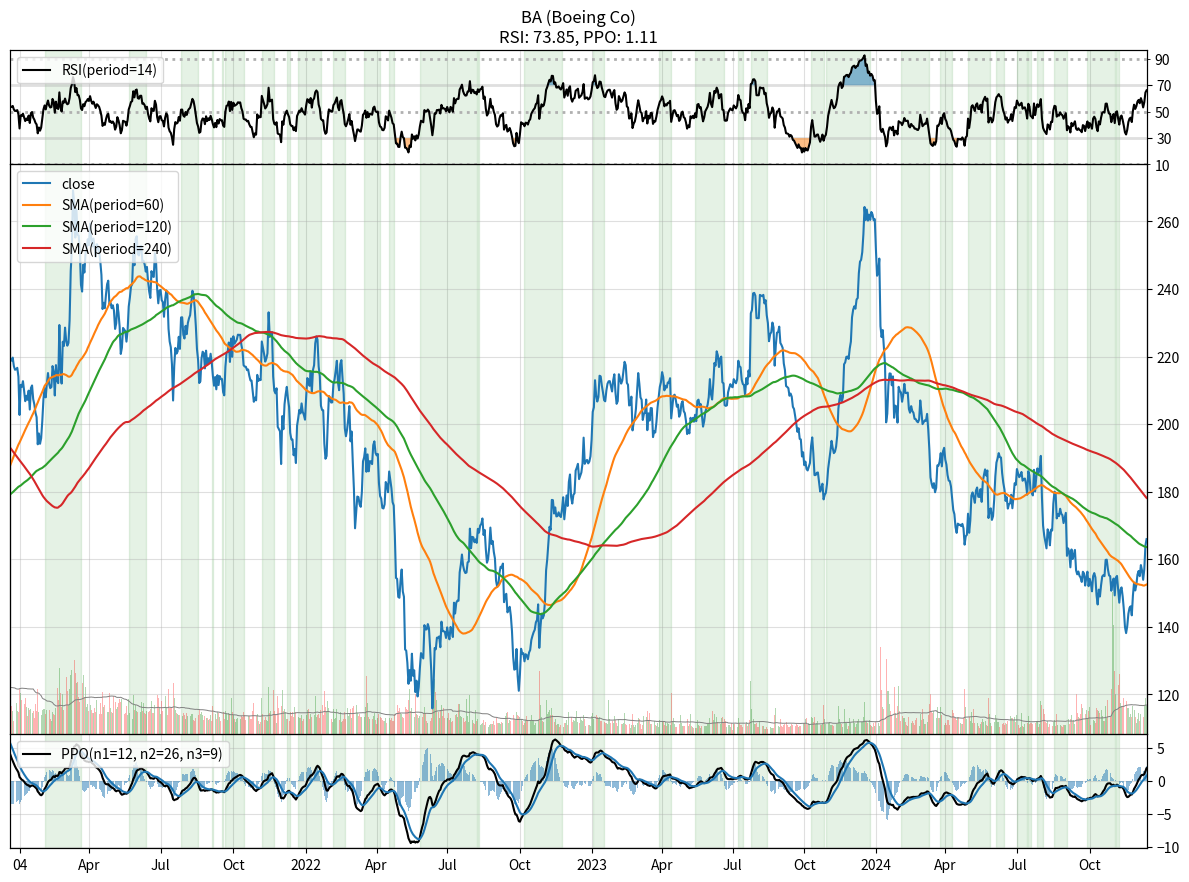 BA (Boeing Co)
RSI: 73.85, PPO: 1.11
RSI(period=14)
90
70
50
30
10
close
SMA(period=60)
SMA(period=120)
SMA(period=240)
260
240
220
200
180
160
140
120
PPO(n1=12, n2=26, n3=9)
5
0
−5
−10
04 Apr Jul Oct 2022 Apr Jul Oct 2023 Apr Jul Oct 2024 Apr Jul Oct